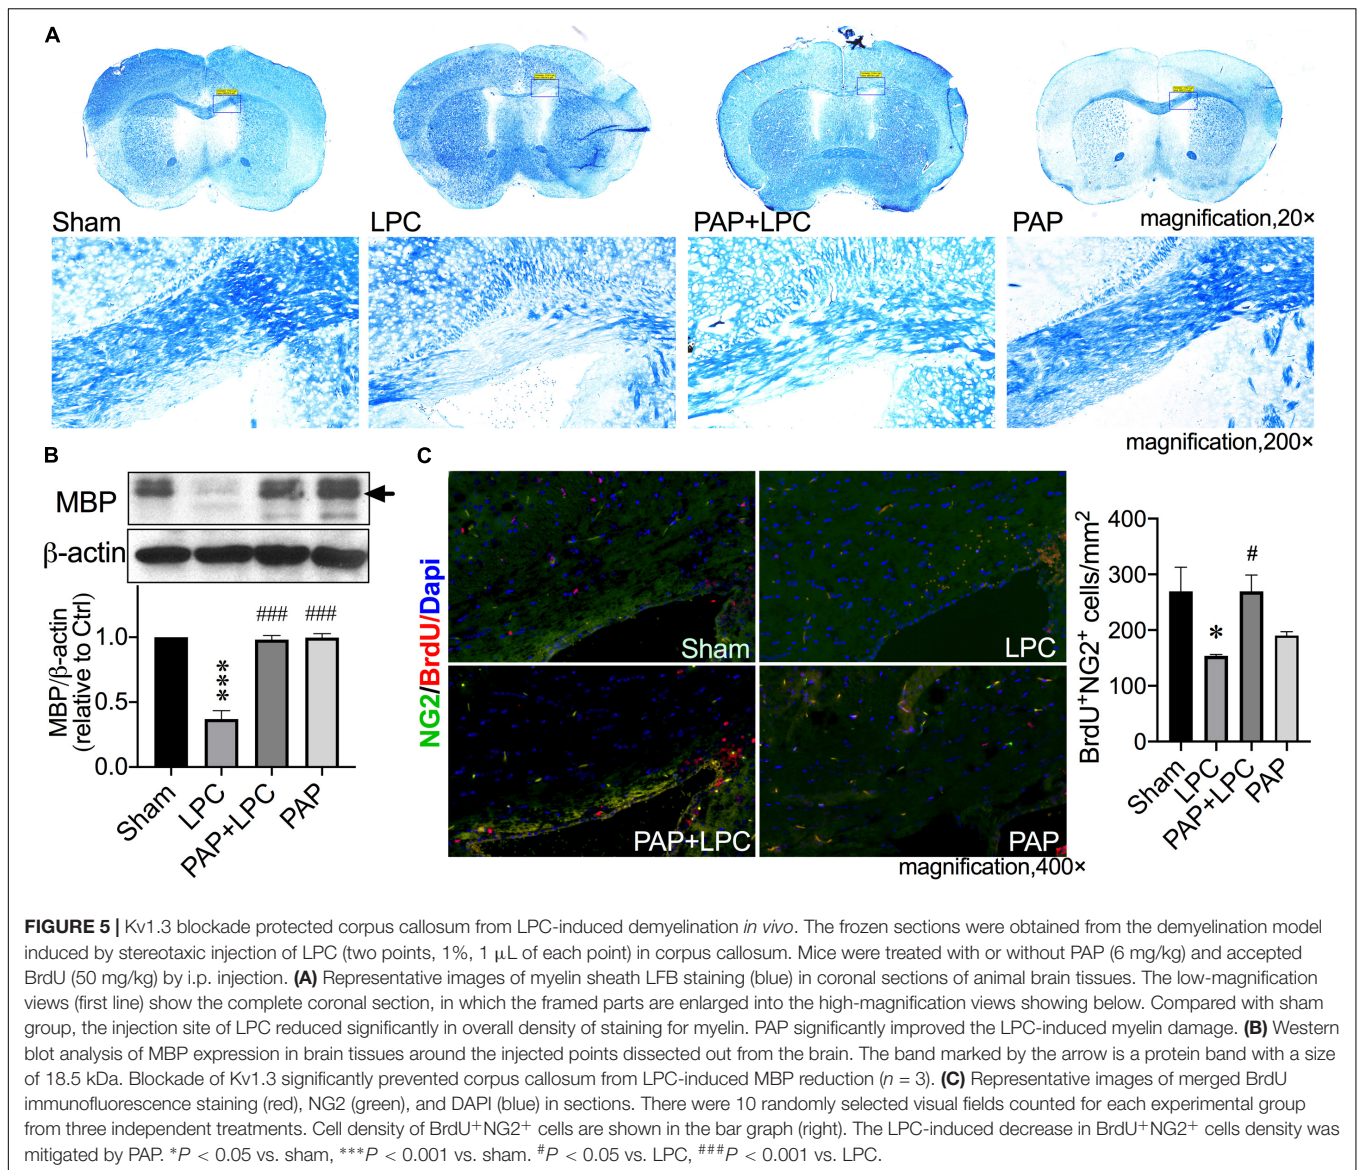 A
Sham
LPC
PAP+LPC
PAP
magnification,20×
magnification,200×
B
MBP
β-actin
MBP/β-actin
(relative to Ctrl)
1.0
0.5
0.0
***
###
###
Sham
LPC
PAP+LPC
PAP
C
NG2/BrdU/Dapi
Sham
LPC
PAP+LPC
PAP
magnification,400×
BrdU⁺NG2⁺ cells/mm²
400
300
200
100
0
*
#
Sham
LPC
PAP+LPC
PAP
FIGURE 5 | Kv1.3 blockade protected corpus callosum from LPC-induced demyelination in vivo. The frozen sections were obtained from the demyelination model
induced by stereotaxic injection of LPC (two points, 1%, 1 μL of each point) in corpus callosum. Mice were treated with or without PAP (6 mg/kg) and accepted
BrdU (50 mg/kg) by i.p. injection. (A) Representative images of myelin sheath LFB staining (blue) in coronal sections of animal brain tissues. The low-magnification
views (first line) show the complete coronal section, in which the framed parts are enlarged into the high-magnification views showing below. Compared with sham
group, the injection site of LPC reduced significantly in overall density of staining for myelin. PAP significantly improved the LPC-induced myelin damage. (B) Western
blot analysis of MBP expression in brain tissues around the injected points dissected out from the brain. The band marked by the arrow is a protein band with a size
of 18.5 kDa. Blockade of Kv1.3 significantly prevented corpus callosum from LPC-induced MBP reduction (n = 3). (C) Representative images of merged BrdU
immunofluorescence staining (red), NG2 (green), and DAPI (blue) in sections. There were 10 randomly selected visual fields counted for each experimental group
from three independent treatments. Cell density of BrdU⁺NG2⁺ cells are shown in the bar graph (right). The LPC-induced decrease in BrdU⁺NG2⁺ cells density was
mitigated by PAP. *P < 0.05 vs. sham, ***P < 0.001 vs. sham. #P < 0.05 vs. LPC, ###P < 0.001 vs. LPC.